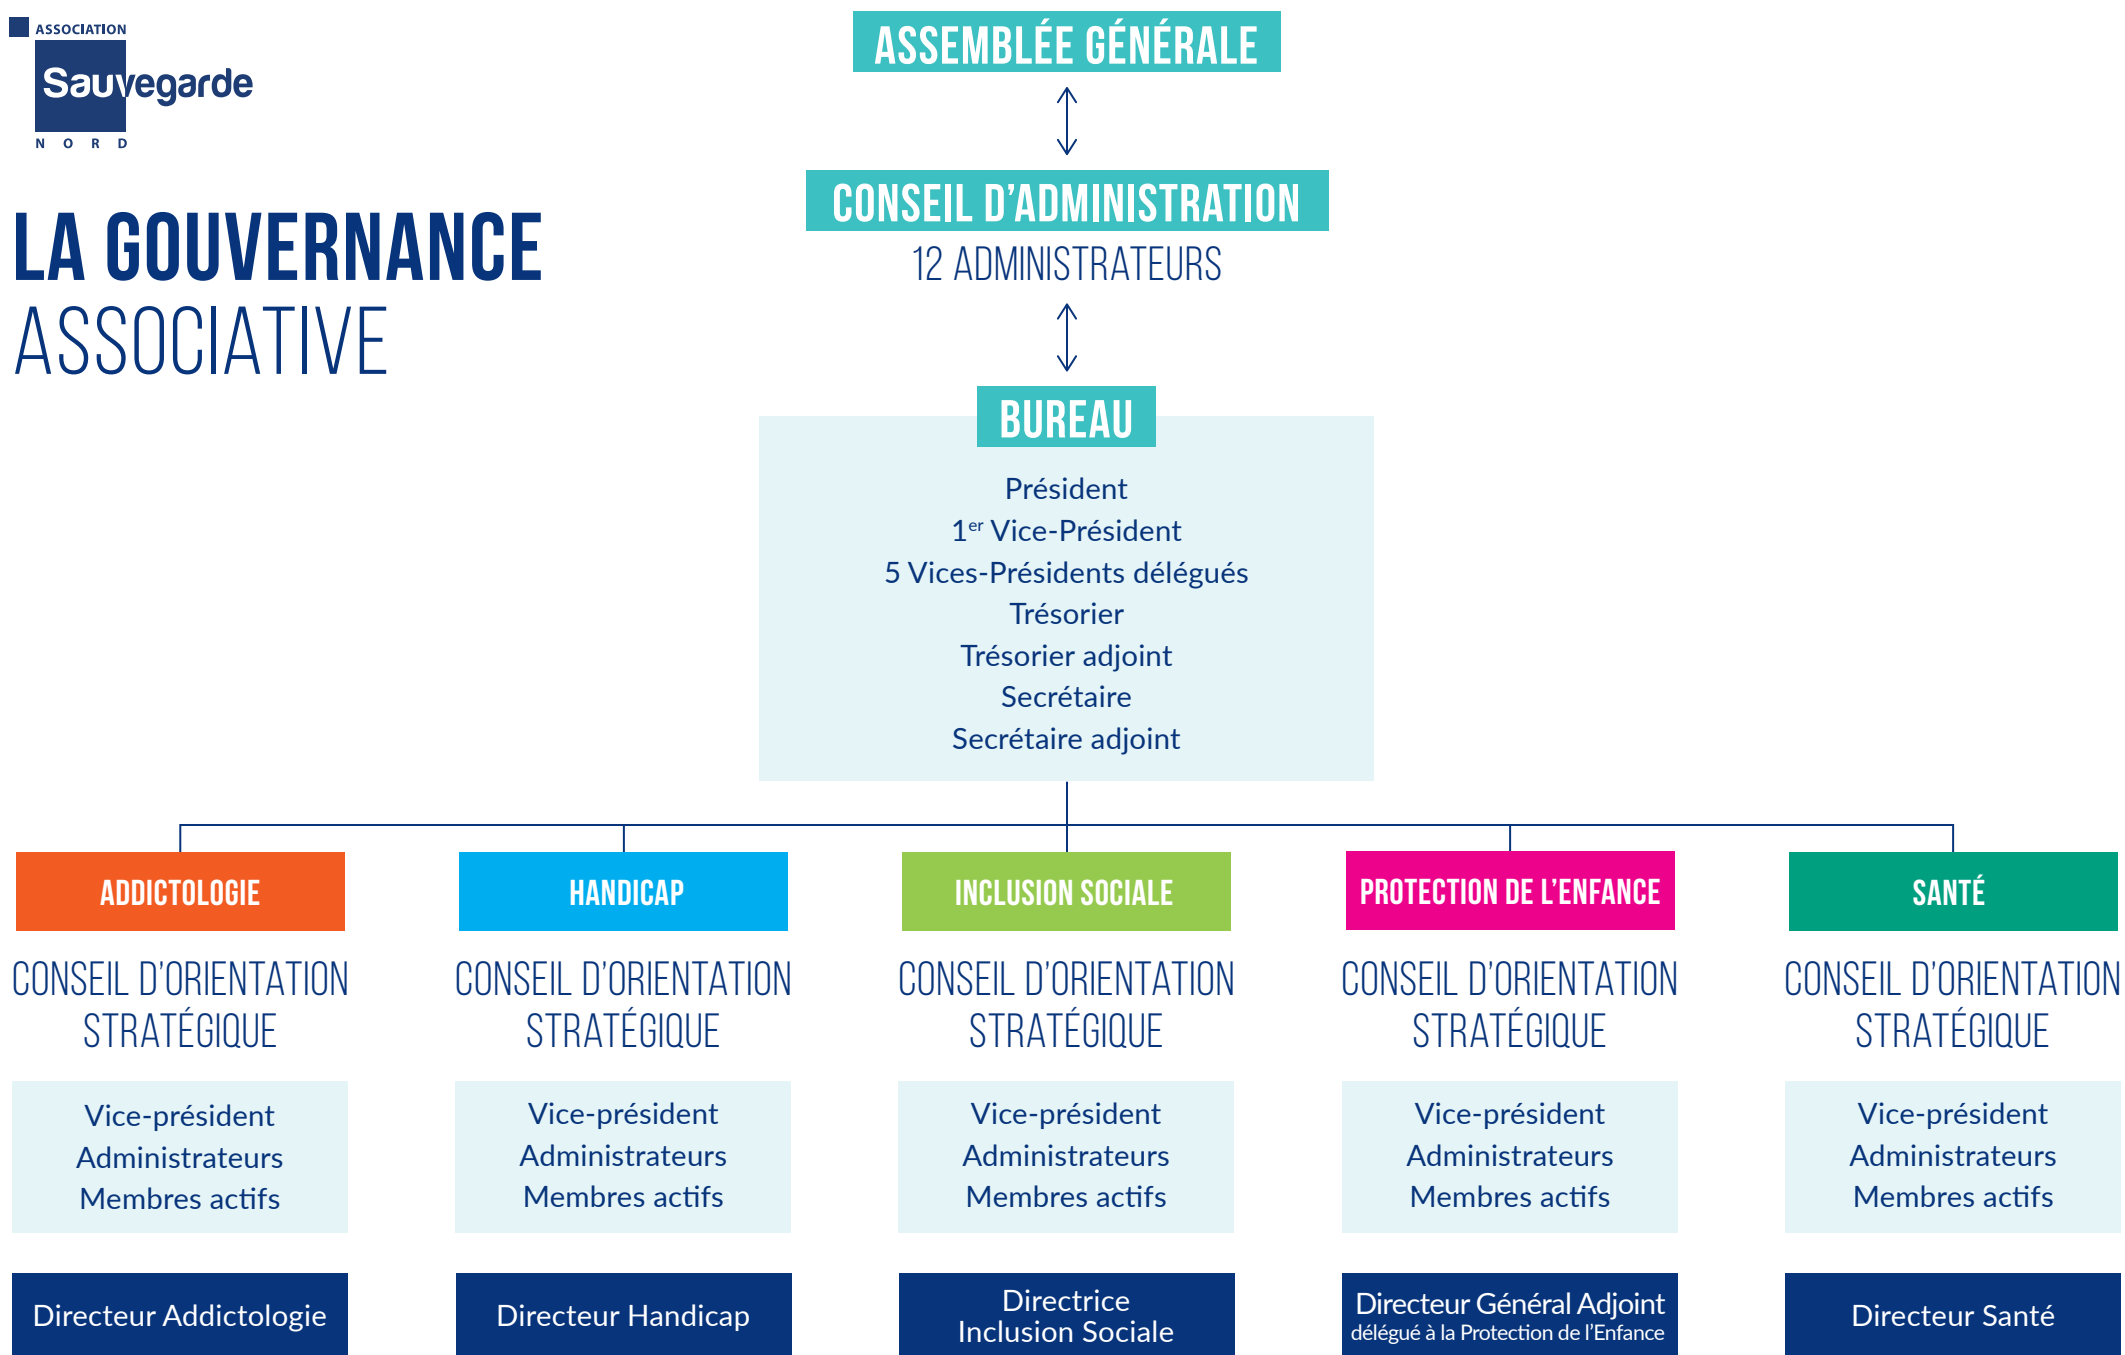 ASSOCIATION
Sauvegarde
NORD
LA GOUVERNANCE
ASSOCIATIVE
ASSEMBLÉE GÉNÉRALE
CONSEIL D'ADMINISTRATION
12 ADMINISTRATEURS
BUREAU
Président
1er Vice-Président
5 Vices-Présidents délégués
Trésorier
Trésorier adjoint
Secrétaire
Secrétaire adjoint
ADDICTOLOGIE
CONSEIL D'ORIENTATION
STRATÉGIQUE
Vice-président
Administrateurs
Membres actifs
Directeur Addictologie
HANDICAP
CONSEIL D'ORIENTATION
STRATÉGIQUE
Vice-président
Administrateurs
Membres actifs
Directeur Handicap
INCLUSION SOCIALE
CONSEIL D'ORIENTATION
STRATÉGIQUE
Vice-président
Administrateurs
Membres actifs
Directrice
Inclusion Sociale
PROTECTION DE L'ENFANCE
CONSEIL D'ORIENTATION
STRATÉGIQUE
Vice-président
Administrateurs
Membres actifs
Directeur Général Adjoint
délégué à la Protection de l'Enfance
SANTÉ
CONSEIL D'ORIENTATION
STRATÉGIQUE
Vice-président
Administrateurs
Membres actifs
Directeur Santé